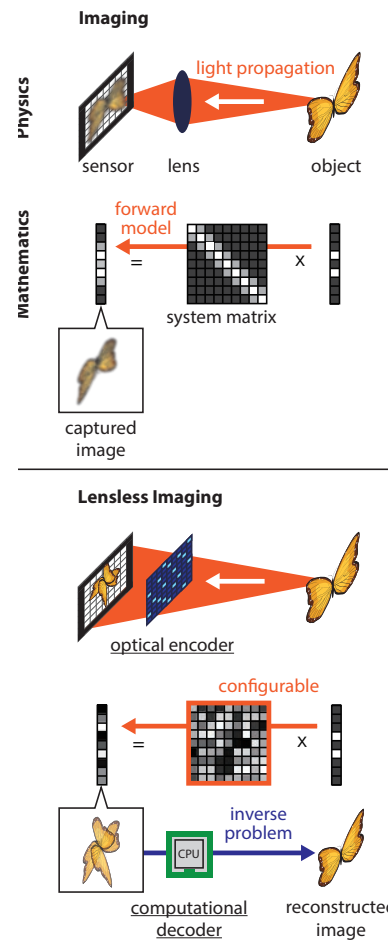 Imaging
Physics
light propagation
sensor
lens
object
Mathematics
forward
model
=
x
system matrix
captured
image
Lensless Imaging
optical encoder
configurable
=
x
inverse
problem
CPU
computational
decoder
reconstructed
image